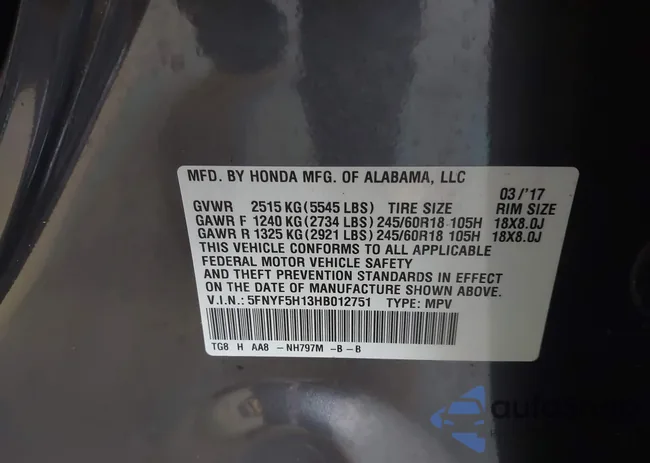 MFD. BY HONDA MFG. OF ALABAMA, LLC 03/'17
GVWR 2515 KG (5545 LBS) TIRE SIZE RIM SIZE
GAWR F 1240 KG (2734 LBS) 245/60R18 105H 18X8.0J
GAWR R 1325 KG (2921 LBS) 245/60R18 105H 18X8.0J
THIS VEHICLE CONFORMS TO ALL APPLICABLE
FEDERAL MOTOR VEHICLE SAFETY
AND THEFT PREVENTION STANDARDS IN EFFECT
ON THE DATE OF MANUFACTURE SHOWN ABOVE.
V.I.N.: 5FNYF5H13HB012751 TYPE: MPV
TG8 H AA8 -NH797M -B -B